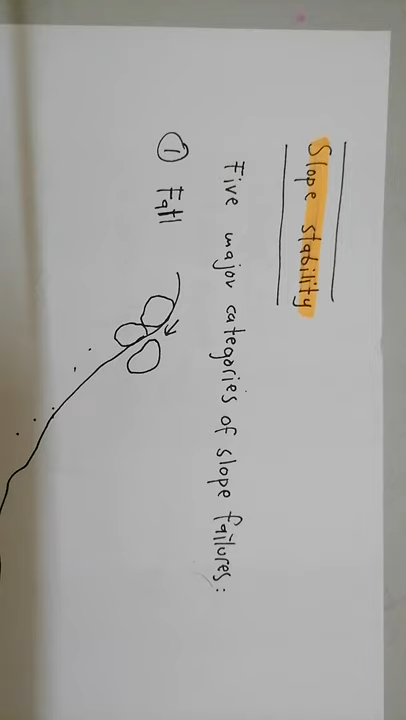 Slope stability
Five major categories of slope failures:
① Fall